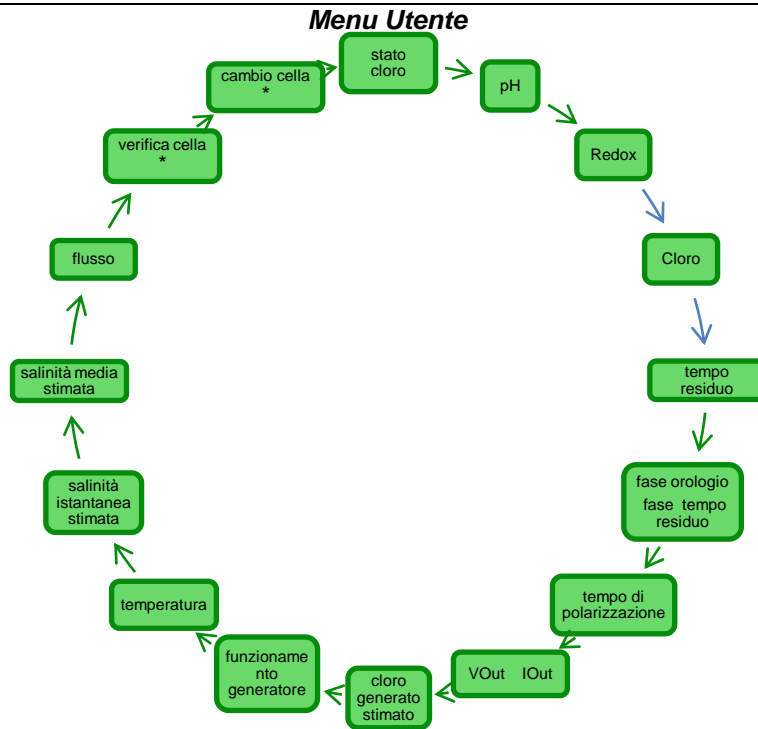 Menu Utente
stato
cloro
pH
Redox
Cloro
tempo
residuo
fase orologio
fase tempo
residuo
tempo di
polarizzazione
VOut IOut
cloro
generato
stimato
funzioname
nto
generatore
temperatura
salinità
istantanea
stimata
salinità media
stimata
flusso
verifica cella
*
cambio cella
*